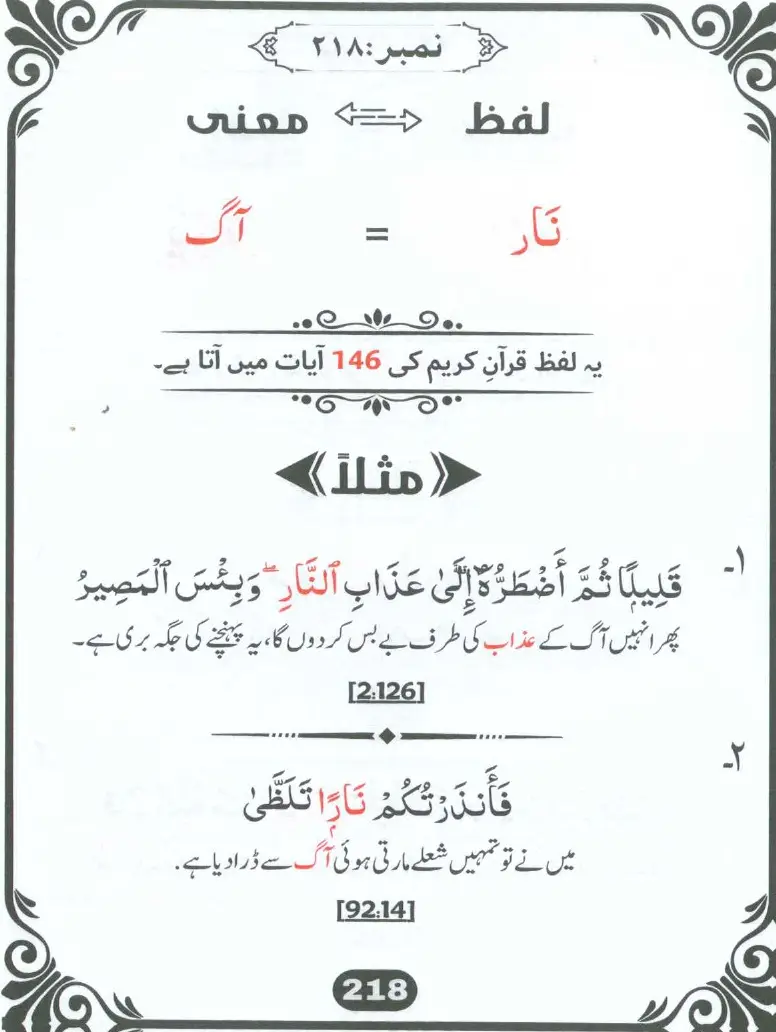 نمبر:۲۱۸
لفظ ⇐⇒ معنی
نَار = آگ
یہ لفظ قرآنِ کریم کی 146 آیات میں آتا ہے۔
مثلاً
۱۔ قَلِيلًا ثُمَّ أَضْطَرُّهُۥٓ إِلَىٰ عَذَابِ ٱلنَّارِ ۖ وَبِئْسَ ٱلْمَصِيرُ
پھر انہیں آگ کے عذاب کی طرف بے بس کردوں گا، یہ پہنچنے کی جگہ بری ہے۔
[2:126]
۲۔ فَأَنذَرْتُكُمْ نَارًا تَلَظَّىٰ
میں نے تو تمہیں شعلے مارتی ہوئی آگ سے ڈرا دیا ہے.
[92:14]
218